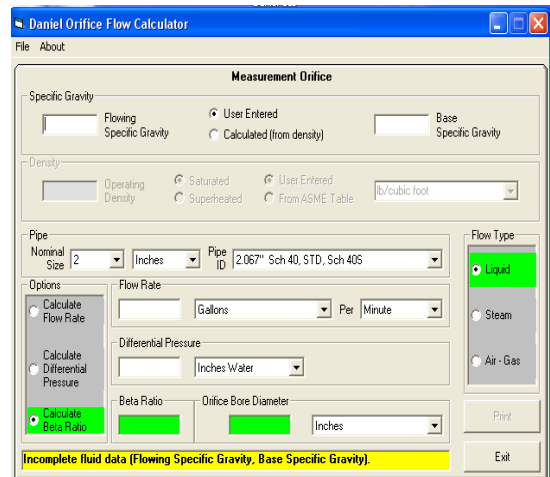 Daniel Orifice Flow Calculator
File About
Measurement Orifice
Specific Gravity
Flowing Specific Gravity
User Entered
Calculated (from density)
Base Specific Gravity
Density
Operating Density
Saturated
Superheated
User Entered
From ASME Table
lb/cubic foot
Pipe
Nominal Size 2 Inches Pipe ID 2.067" Sch 40, STD, Sch 40S
Flow Type
Liquid
Steam
Air - Gas
Options
Calculate Flow Rate
Calculate Differential Pressure
Calculate Beta Ratio
Flow Rate
Gallons Per Minute
Differential Pressure
Inches Water
Beta Ratio
Orifice Bore Diameter
Inches
Print
Exit
Incomplete fluid data (Flowing Specific Gravity, Base Specific Gravity).